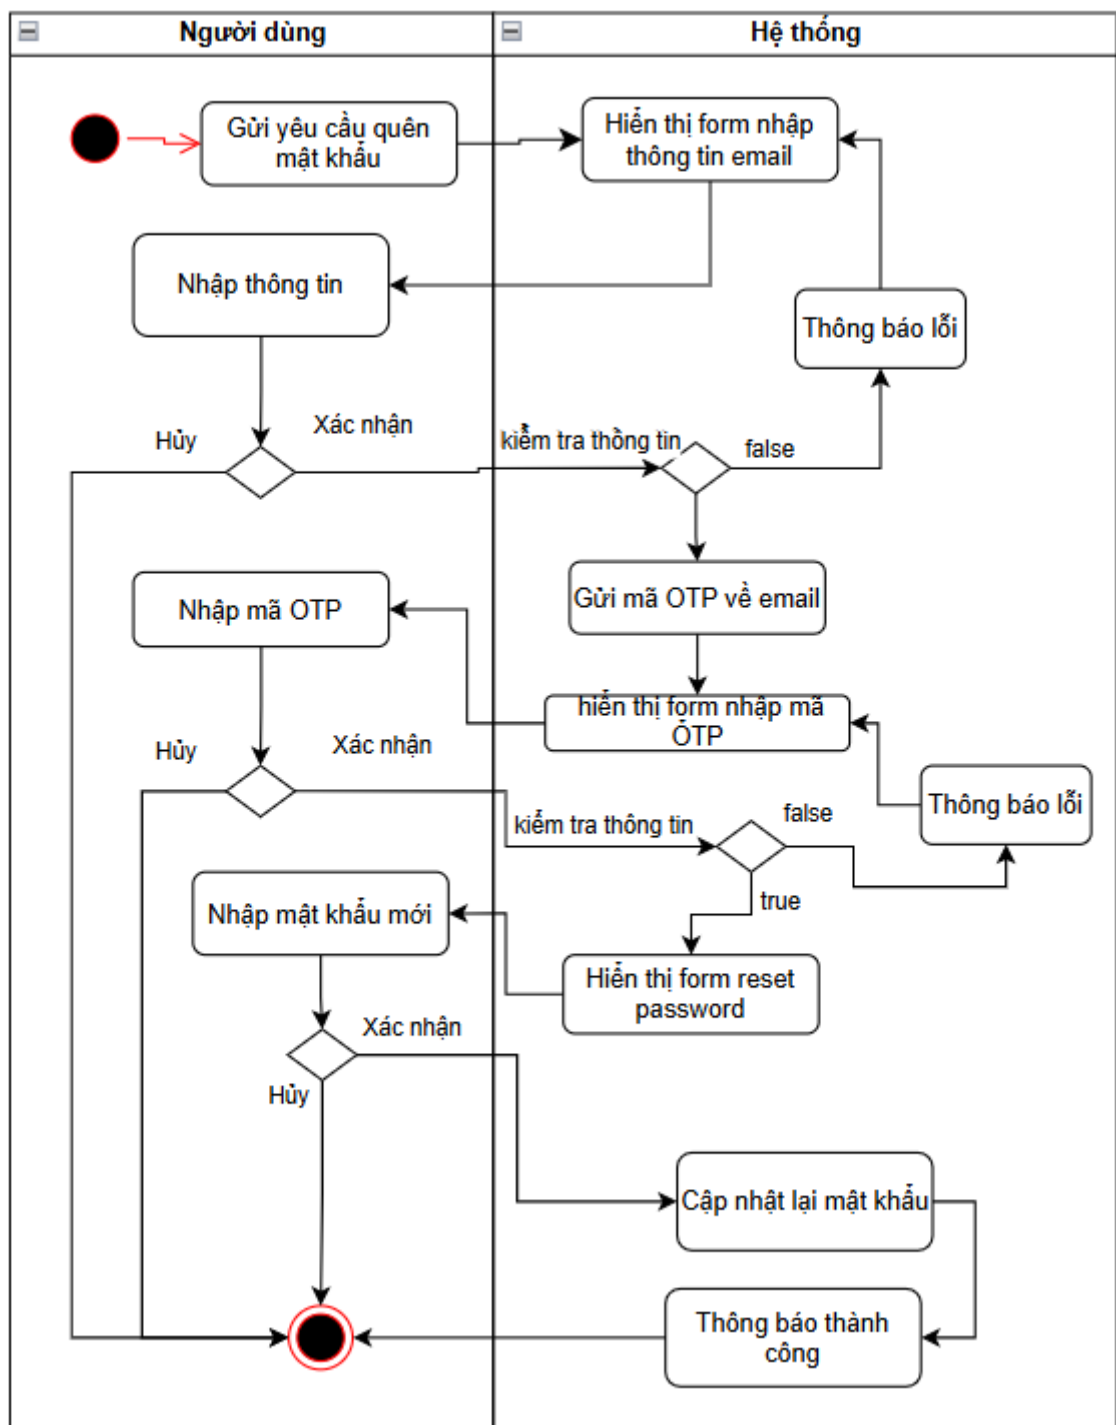 Người dùng
Hệ thống
Gửi yêu cầu quên
mật khẩu
Hiển thị form nhập
thông tin email
Nhập thông tin
Thông báo lỗi
Hủy
Xác nhận
kiểm tra thông tin
false
Gửi mã OTP về email
Nhập mã OTP
hiển thị form nhập mã
OTP
Hủy
Xác nhận
Thông báo lỗi
kiểm tra thông tin
false
true
Nhập mật khẩu mới
Hiển thị form reset
password
Xác nhận
Hủy
Cập nhật lại mật khẩu
Thông báo thành
công